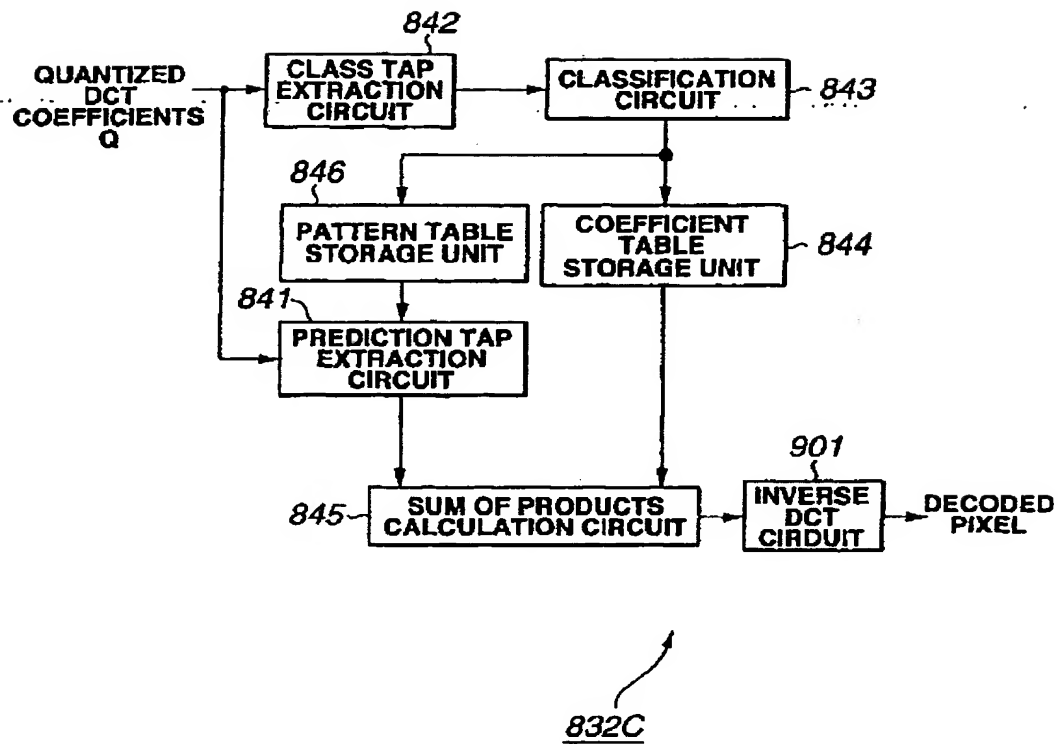 842
QUANTIZED
DCT
COEFFICIENTS
Q
CLASS TAP
EXTRACTION
CIRCUIT
CLASSIFICATION
CIRCUIT
843
846
PATTERN TABLE
STORAGE UNIT
COEFFICIENT
TABLE
STORAGE UNIT
844
841
PREDICTION TAP
EXTRACTION
CIRCUIT
901
845
SUM OF PRODUCTS
CALCULATION CIRCUIT
INVERSE
DCT
CIRDUIT
DECODED
PIXEL
832C